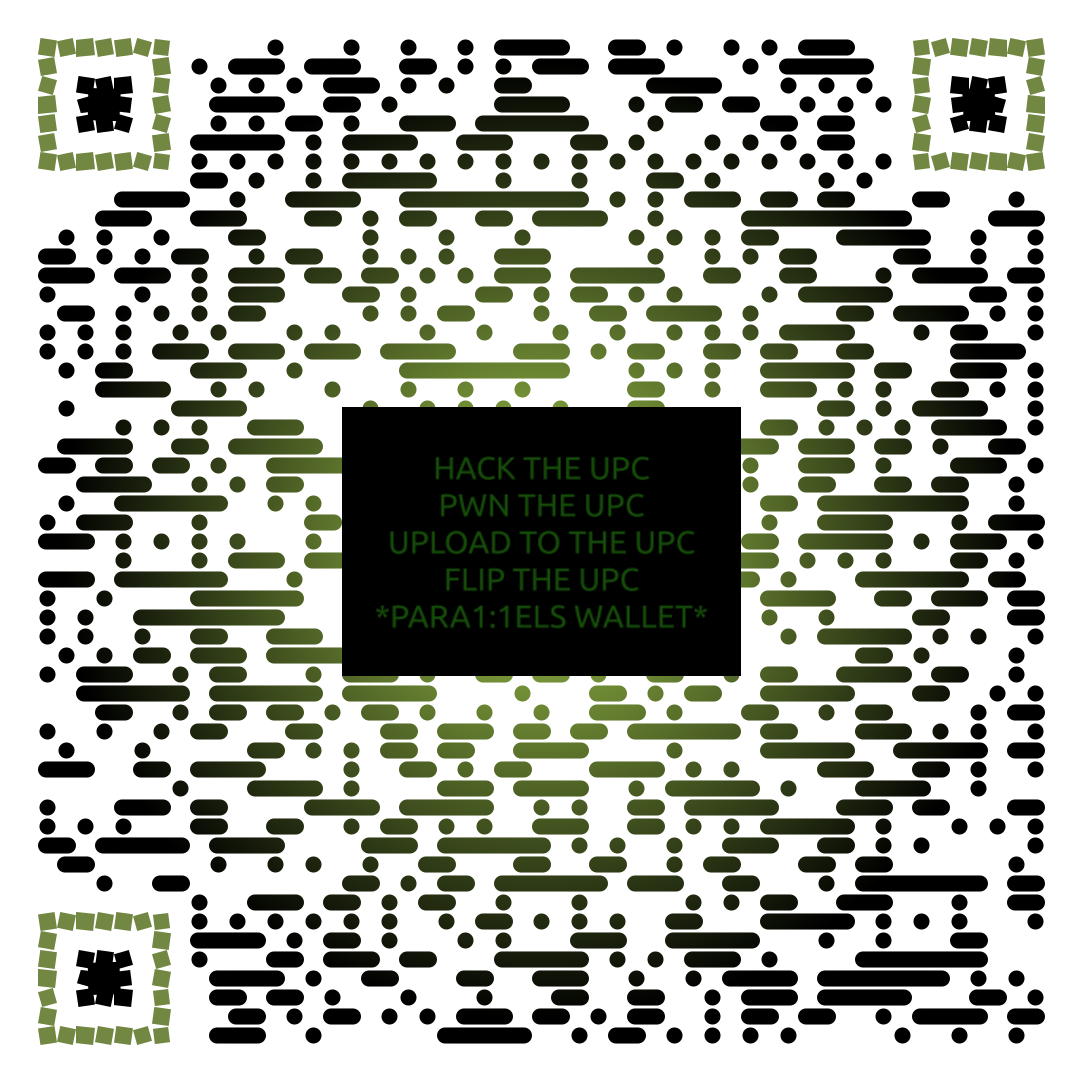 HACK THE UPC
PWN THE UPC
UPLOAD TO THE UPC
FLIP THE UPC
*PARA1:1ELS WALLET*